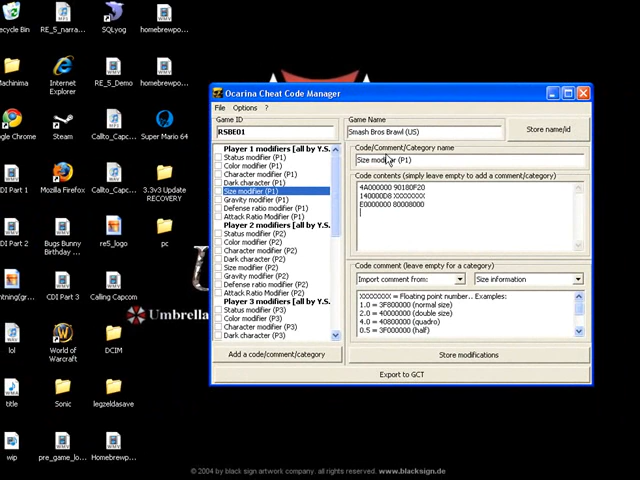 Recycle Bin
RE_5_narra...
SQLyog
homebrewpo...
Machinima
Internet
Explorer
RE_5_Demo
Homebrewpo...
Google Chrome
Steam
Callto_Capcom...
Super Mario 64
CDI Part 1
Mozilla Firefox
Callto_Capcom...
3.3v3 Update
RECOVERY
CDI Part 2
Bugs Bunny
Birthday ...
re5_logo
pc
CDI Part 3
Calling Capcom
lol
World of
Warcraft
DCIM
title
Sonic
legzeldasave
wip
pre_game_lo...
Homebrewpo...
Umbrella
Ocarina Cheat Code Manager
File Options ?
Game ID
RSBE01
Game Name
Smash Bros Brawl (US)
Store name/id
Player 1 modifiers [all by Y.S.
Status modifier (P1)
Color modifier (P1)
Character modifier (P1)
Dark character (P1)
Size modifier (P1)
Gravity modifier (P1)
Defense ratio modifier (P1)
Attack Ratio Modifier (P1)
Player 2 modifiers [all by Y.S.
Status modifier (P2)
Color modifier (P2)
Character modifier (P2)
Dark character (P2)
Size modifier (P2)
Gravity modifier (P2)
Defense ratio modifier (P2)
Attack Ratio Modifier (P2)
Player 3 modifiers [all by Y.S.
Status modifier (P3)
Color modifier (P3)
Character modifier (P3)
Dark character (P3)
Add a code/comment/category
Code/Comment/Category name
Size modifier (P1)
Code contents (simply leave empty to add a comment/category)
4A000000 90180F20
140000D8 XXXXXXXX
E0000000 80008000
Code comment (leave empty for a category)
Import comment from:
Size information
XXXXXXXX = Floating point number.. Examples:
1.0 = 3F800000 (normal size)
2.0 = 40000000 (double size)
4.0 = 40800000 (quadro)
0.5 = 3F000000 (half)
Store modifications
Export to GCT
© 2004 by black sign artwork company. all rights reserved. www.blacksign.de